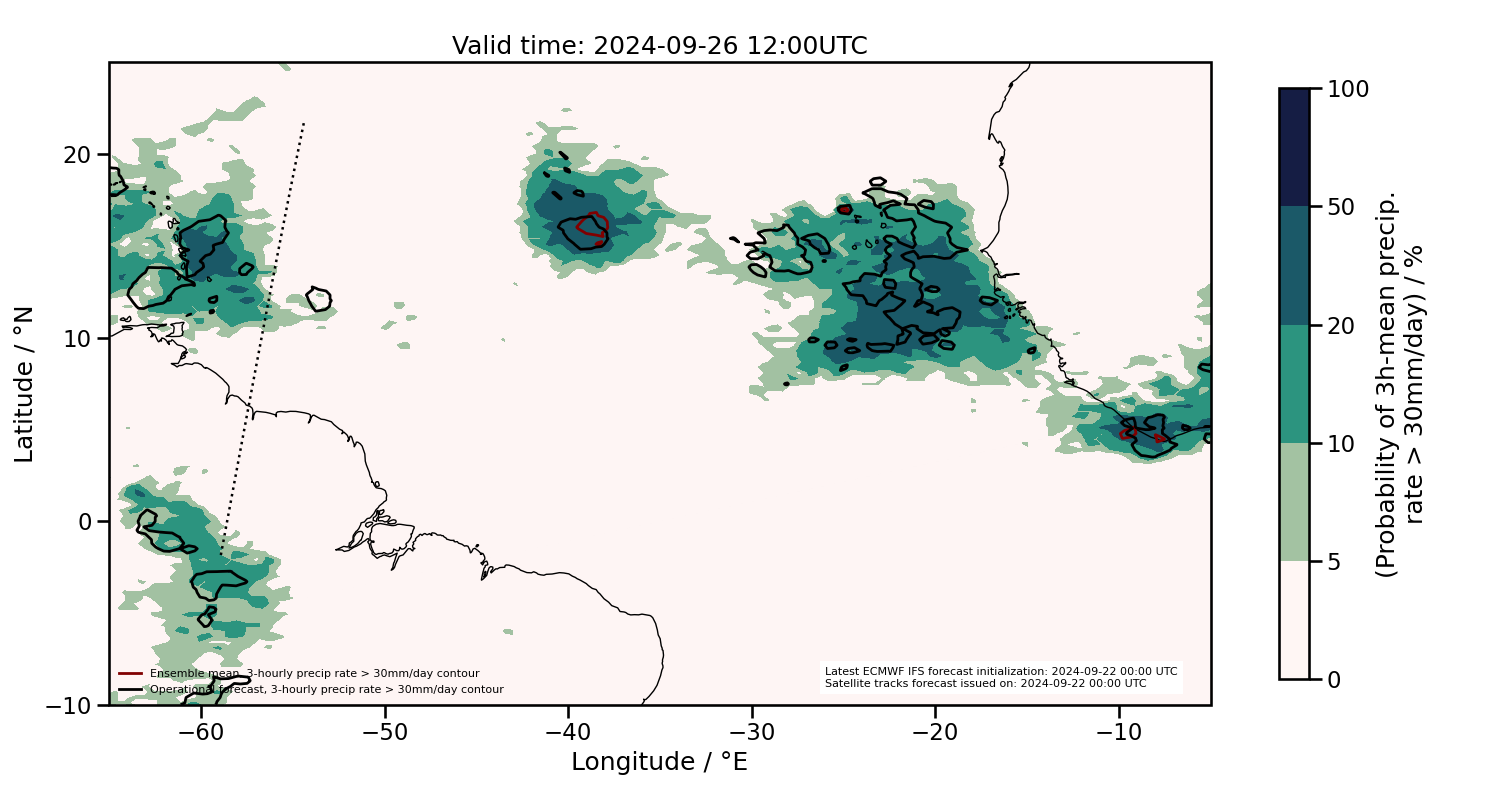 Valid time: 2024-09-26 12:00UTC
Latitude / °N
20
10
0
−10
−60
−50
−40
−30
−20
−10
Longitude / °E
Ensemble mean, 3-hourly precip rate > 30mm/day contour
Operational forecast, 3-hourly precip rate > 30mm/day contour
Latest ECMWF IFS forecast initialization: 2024-09-22 00:00 UTC
Satellite tracks forecast issued on: 2024-09-22 00:00 UTC
100
50
20
10
5
0
(Probability of 3h-mean precip.
rate > 30mm/day) / %